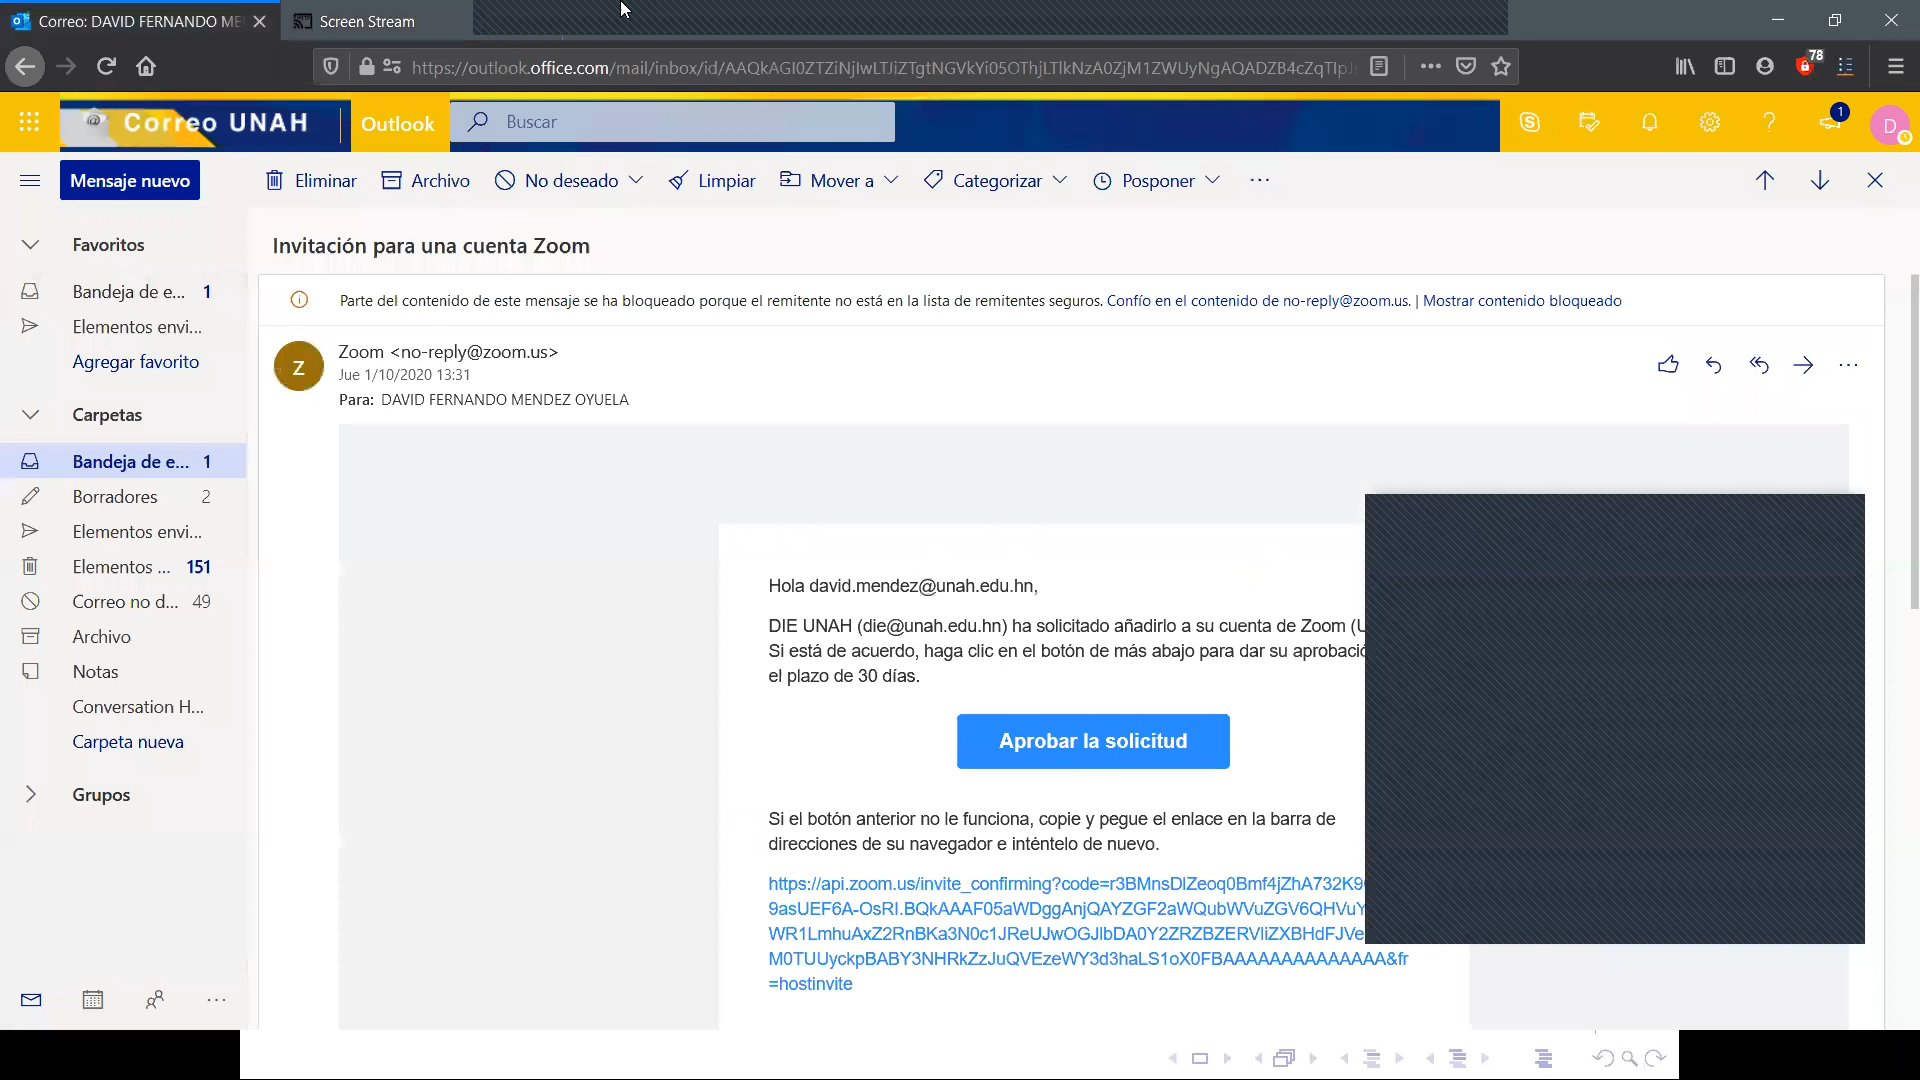 Correo: DAVID FERNANDO ME
Screen Stream
https://outlook.office.com/mail/inbox/id/
78
Correo UNAH
Outlook
Buscar
1
D
Mensaje nuevo
Eliminar
Archivo
No deseado
Limpiar
Mover a
Categorizar
Posponer
Favoritos
Bandeja de e... 1
Elementos envi...
Agregar favorito
Carpetas
Bandeja de e... 1
Borradores 2
Elementos envi...
Elementos ... 151
Correo no d... 49
Archivo
Notas
Conversation H...
Carpeta nueva
Grupos
Invitación para una cuenta Zoom
Parte del contenido de este mensaje se ha bloqueado porque el remitente no está en la lista de remitentes seguros. Confío en el contenido de no-reply@zoom.us. | Mostrar contenido bloqueado
Z
Zoom <no-reply@zoom.us>
Jue 1/10/2020 13:31
Para: DAVID FERNANDO MENDEZ OYUELA
Hola david.mendez@unah.edu.hn,
DIE UNAH (die@unah.edu.hn) ha solicitado añadirlo a su cuenta de Zoom (U
Si está de acuerdo, haga clic en el botón de más abajo para dar su aprobació
el plazo de 30 días.
Aprobar la solicitud
Si el botón anterior no le funciona, copie y pegue el enlace en la barra de
direcciones de su navegador e inténtelo de nuevo.
https://api.zoom.us/invite_confirming?code=
=hostinvite